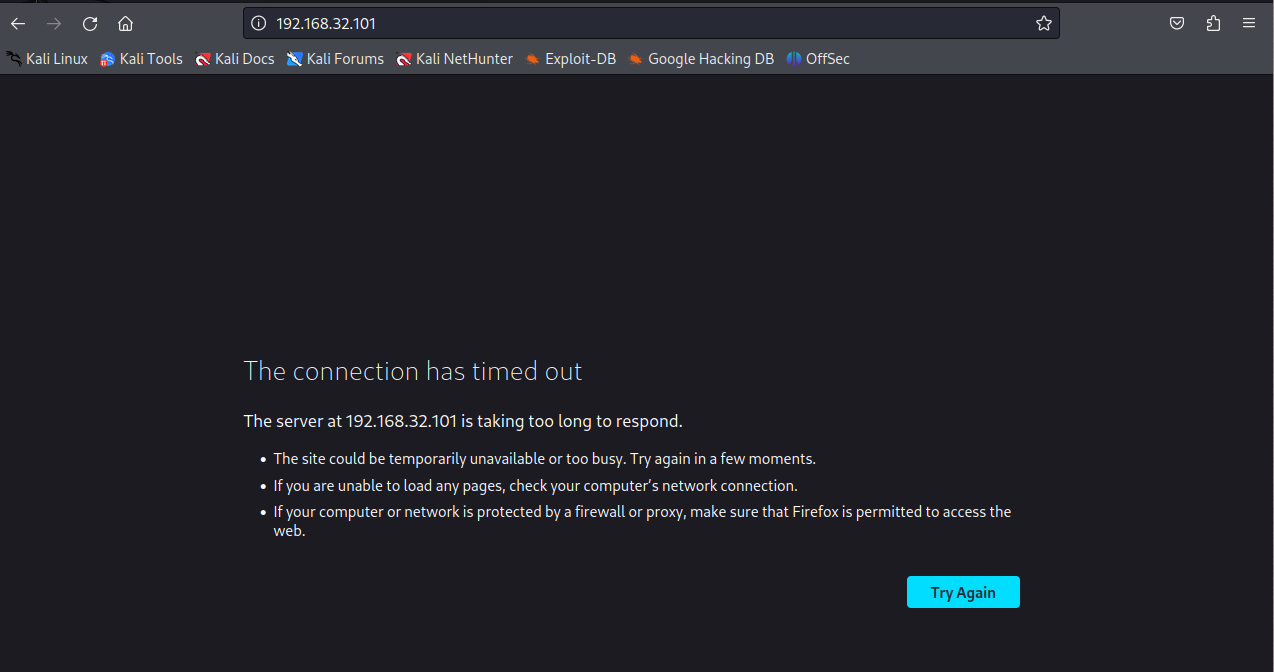 192.168.32.101
Kali Linux Kali Tools Kali Docs Kali Forums Kali NetHunter Exploit-DB Google Hacking DB OffSec
The connection has timed out
The server at 192.168.32.101 is taking too long to respond.
• The site could be temporarily unavailable or too busy. Try again in a few moments.
• If you are unable to load any pages, check your computer’s network connection.
• If your computer or network is protected by a firewall or proxy, make sure that Firefox is permitted to access the
web.
Try Again